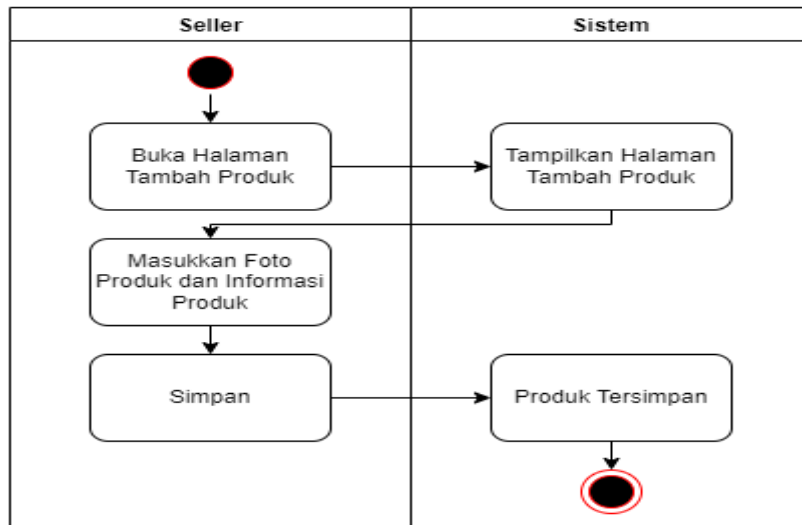 Seller
Sistem
Buka Halaman
Tambah Produk
Tampilkan Halaman
Tambah Produk
Masukkan Foto
Produk dan Informasi
Produk
Simpan
Produk Tersimpan